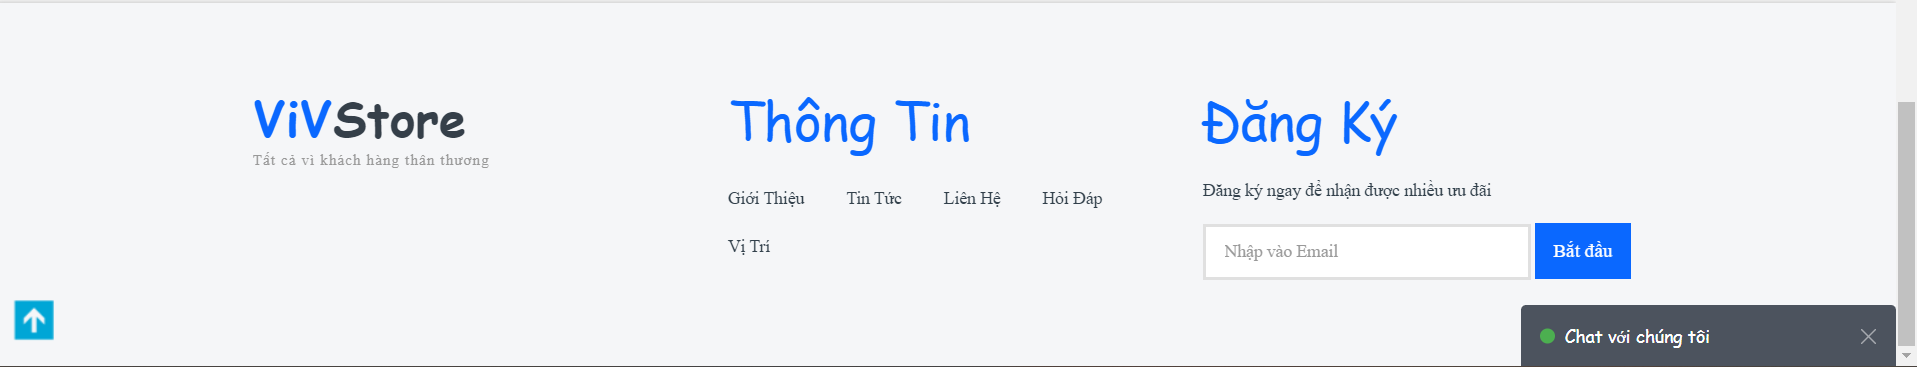 ViVStore
Tất cả vì khách hàng thân thương
Thông Tin
Giới Thiệu Tin Tức Liên Hệ Hỏi Đáp
Vị Trí
Đăng Ký
Đăng ký ngay để nhận được nhiều ưu đãi
Nhập vào Email Bắt đầu
Chat với chúng tôi